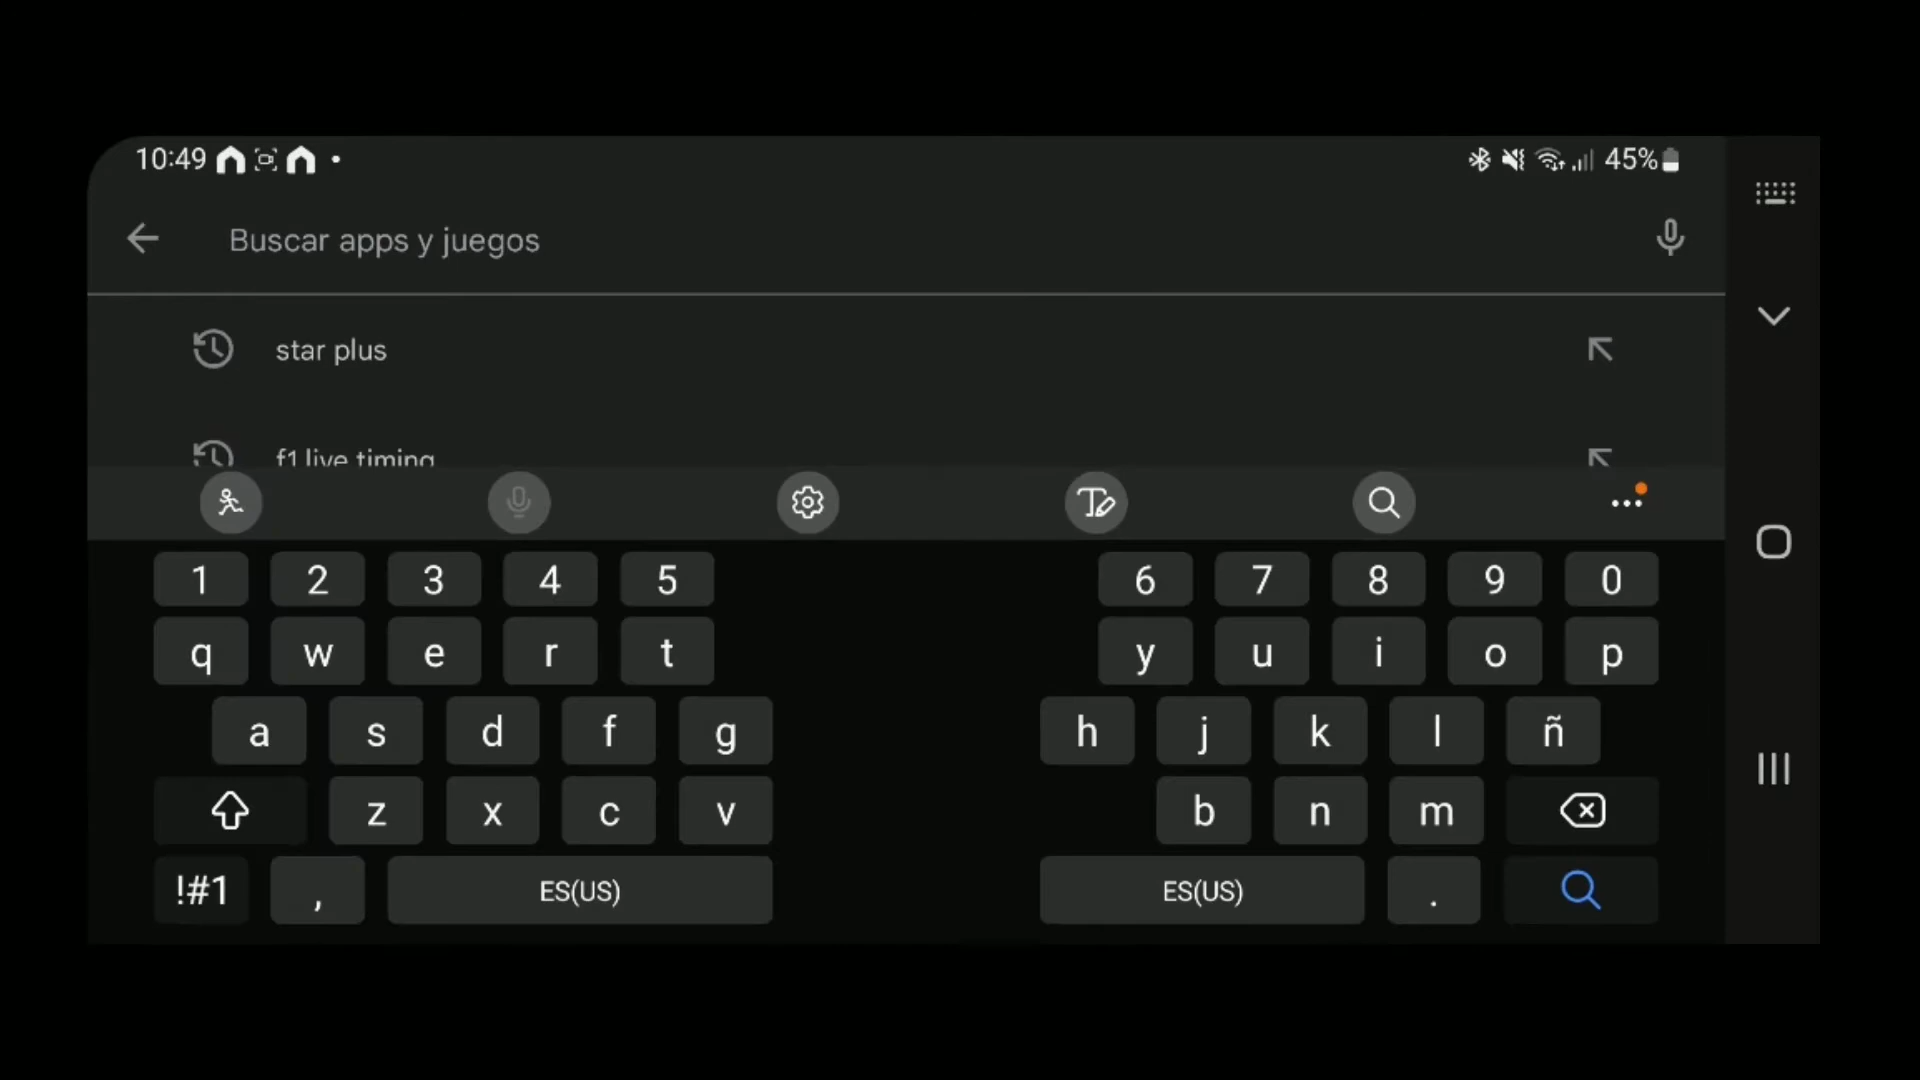 10:49 45%
Buscar apps y juegos
star plus
f1 live timing
1 2 3 4 5 6 7 8 9 0
q w e r t y u i o p
a s d f g h j k l ñ
z x c v b n m
!#1 , ES(US) ES(US) .